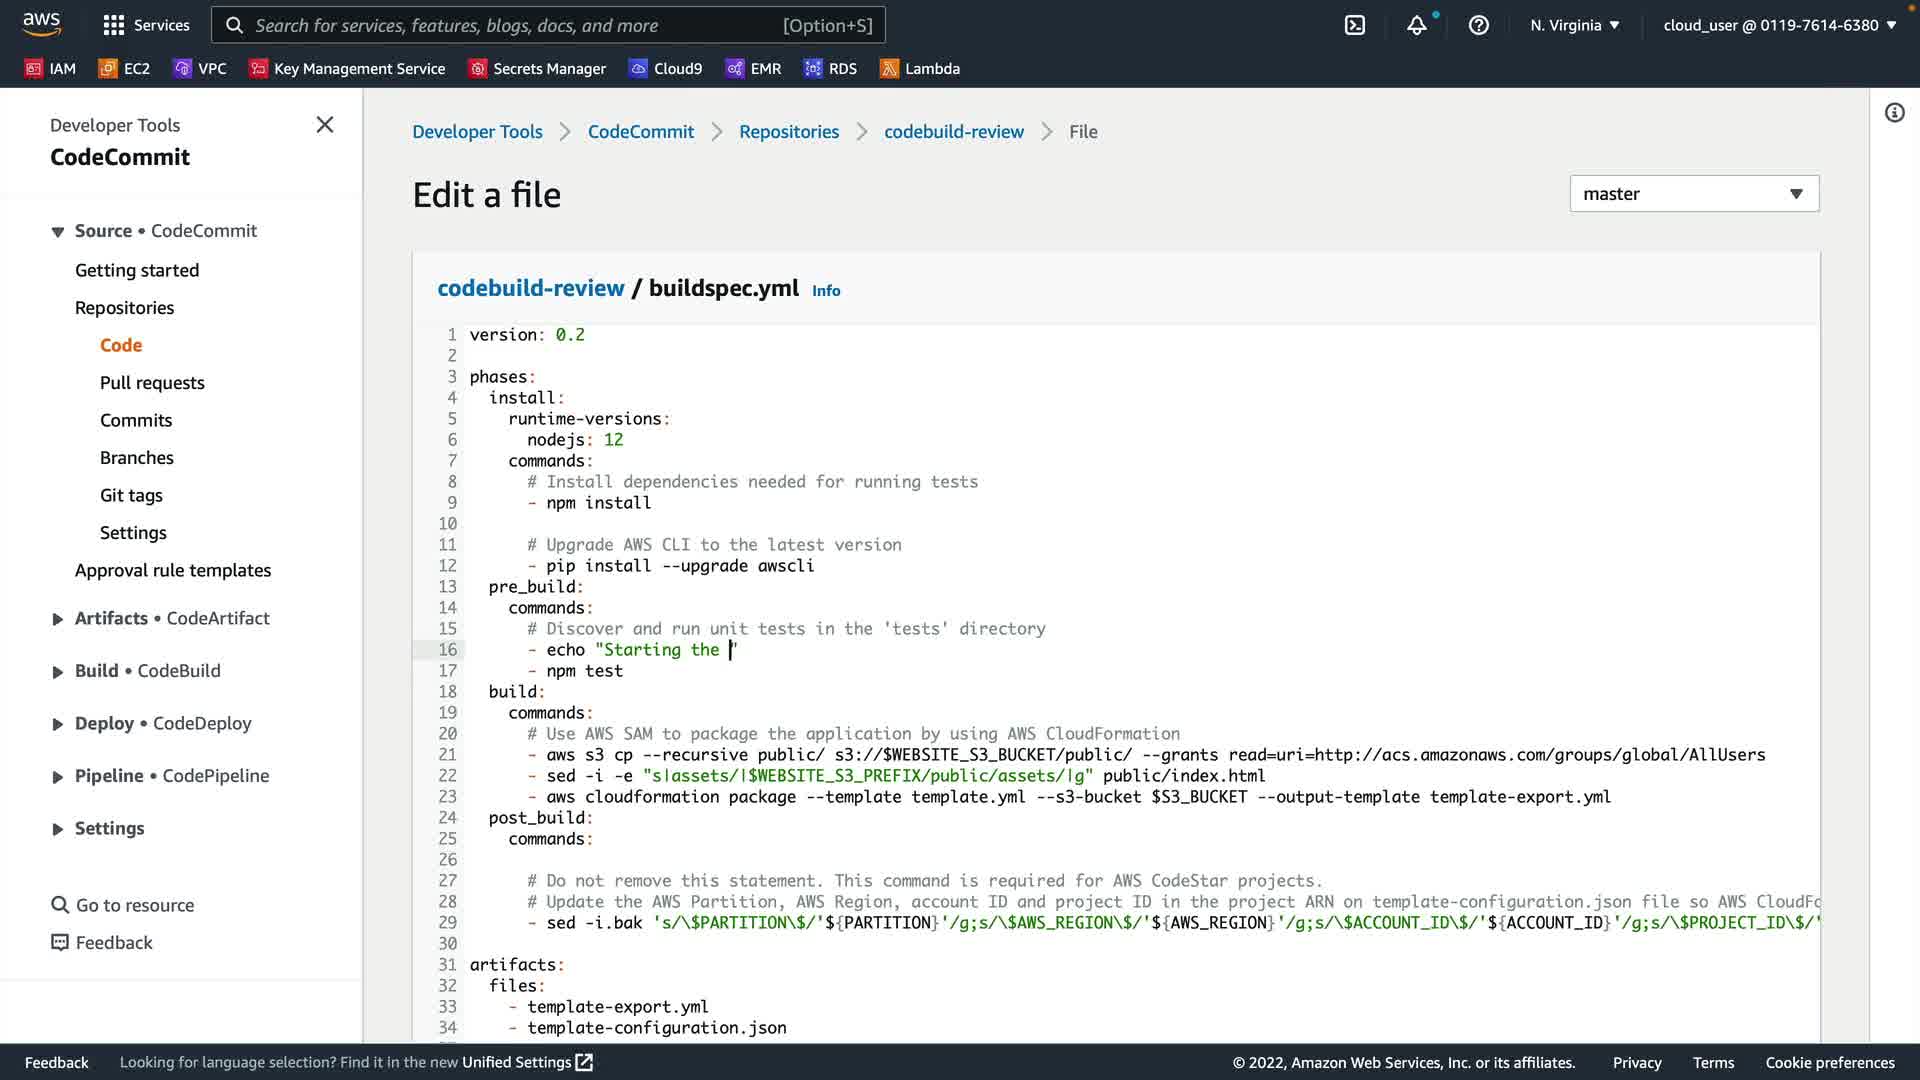 aws
Services
Search for services, features, blogs, docs, and more [Option+S]
N. Virginia
cloud_user @ 0119-7614-6380
IAM EC2 VPC Key Management Service Secrets Manager Cloud9 EMR RDS Lambda
Developer Tools
CodeCommit
Source • CodeCommit
Getting started
Repositories
Code
Pull requests
Commits
Branches
Git tags
Settings
Approval rule templates
Artifacts • CodeArtifact
Build • CodeBuild
Deploy • CodeDeploy
Pipeline • CodePipeline
Settings
Go to resource
Feedback
Developer Tools > CodeCommit > Repositories > codebuild-review > File
Edit a file
master
codebuild-review / buildspec.yml Info
1 version: 0.2
2
3 phases:
4 install:
5 runtime-versions:
6 nodejs: 12
7 commands:
8 # Install dependencies needed for running tests
9 - npm install
10
11 # Upgrade AWS CLI to the latest version
12 - pip install --upgrade awscli
13 pre_build:
14 commands:
15 # Discover and run unit tests in the 'tests' directory
16 - echo "Starting the "
17 - npm test
18 build:
19 commands:
20 # Use AWS SAM to package the application by using AWS CloudFormation
21 - aws s3 cp --recursive public/ s3://$WEBSITE_S3_BUCKET/public/ --grants read=uri=http://acs.amazonaws.com/groups/global/AllUsers
22 - sed -i -e "s|assets/|$WEBSITE_S3_PREFIX/public/assets/|g" public/index.html
23 - aws cloudformation package --template template.yml --s3-bucket $S3_BUCKET --output-template template-export.yml
24 post_build:
25 commands:
26
27 # Do not remove this statement. This command is required for AWS CodeStar projects.
28 # Update the AWS Partition, AWS Region, account ID and project ID in the project ARN on template-configuration.json file so AWS CloudFo
29 - sed -i.bak 's/\$PARTITION\$/'${PARTITION}'/g;s/\$AWS_REGION\$/'${AWS_REGION}'/g;s/\$ACCOUNT_ID\$/'${ACCOUNT_ID}'/g;s/\$PROJECT_ID\$/'
30
31 artifacts:
32 files:
33 - template-export.yml
34 - template-configuration.json
Feedback
Looking for language selection? Find it in the new Unified Settings
© 2022, Amazon Web Services, Inc. or its affiliates.
Privacy Terms Cookie preferences